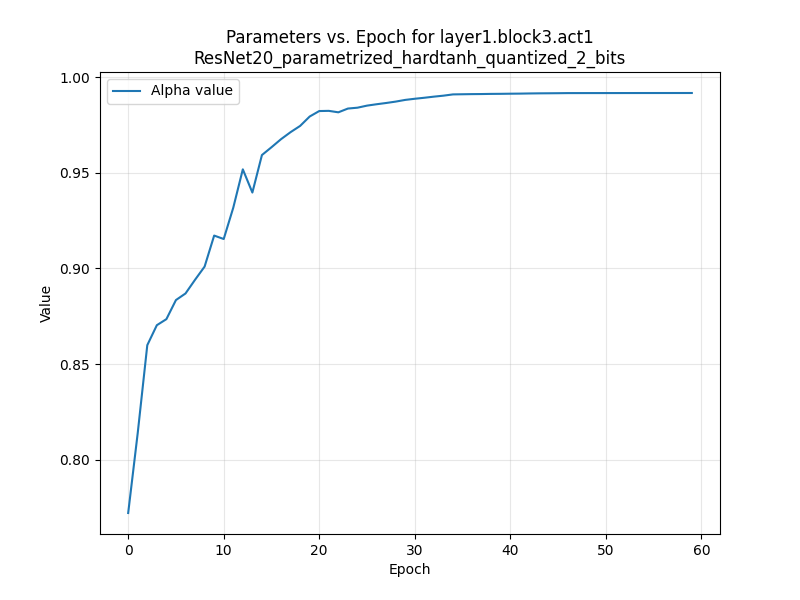 Parameters vs. Epoch for layer1.block3.act1
ResNet20_parametrized_hardtanh_quantized_2_bits
Alpha value
1.00
0.95
0.90
0.85
0.80
Value
0 10 20 30 40 50 60
Epoch